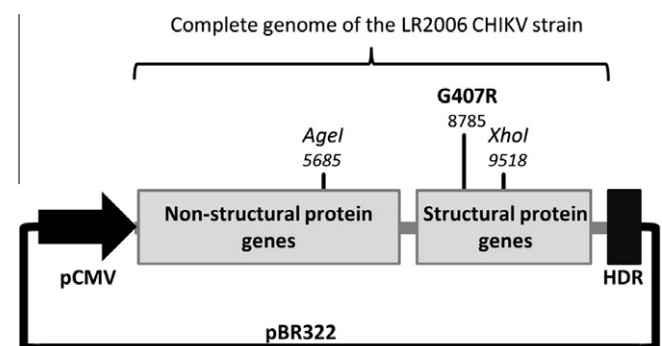 Complete genome of the LR2006 CHIKV strain
G407R
8785
AgeI
5685
XhoI
9518
Non-structural protein
genes
Structural protein
genes
pCMV
HDR
pBR322